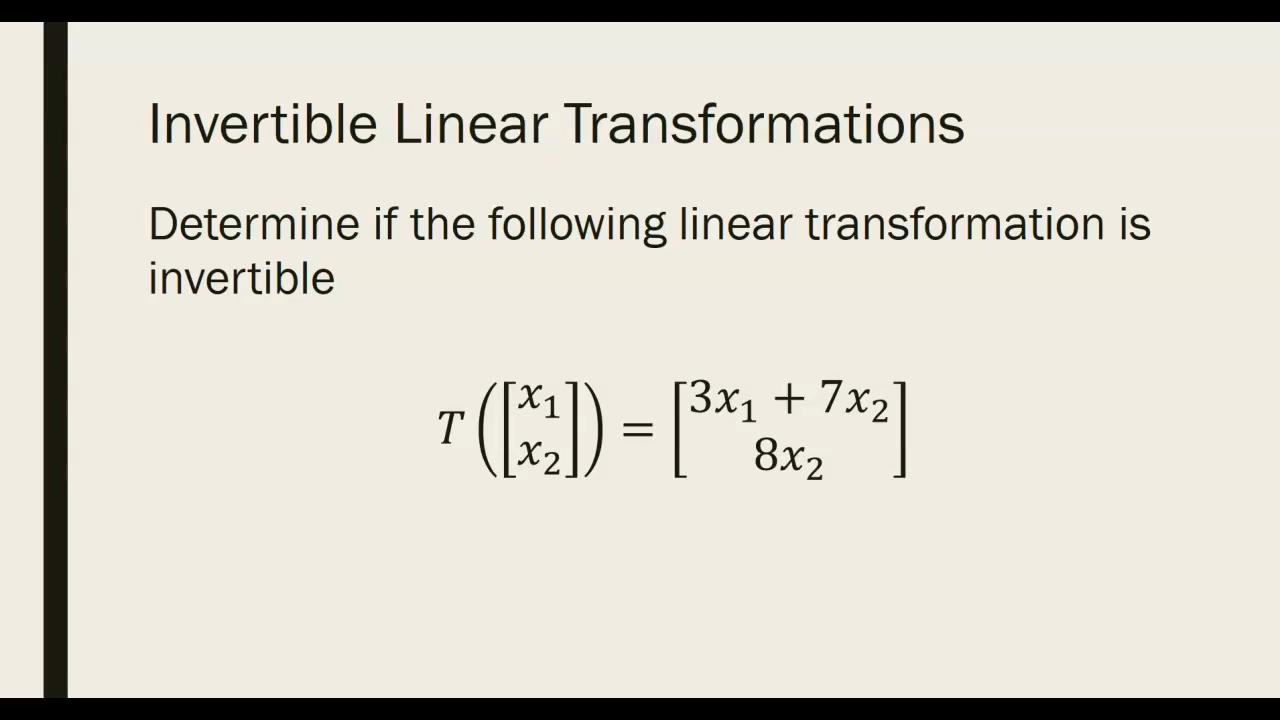 Invertible Linear Transformations
Determine if the following linear transformation is
invertible
T([x₁ x₂]) = [3x₁ + 7x₂ 8x₂]